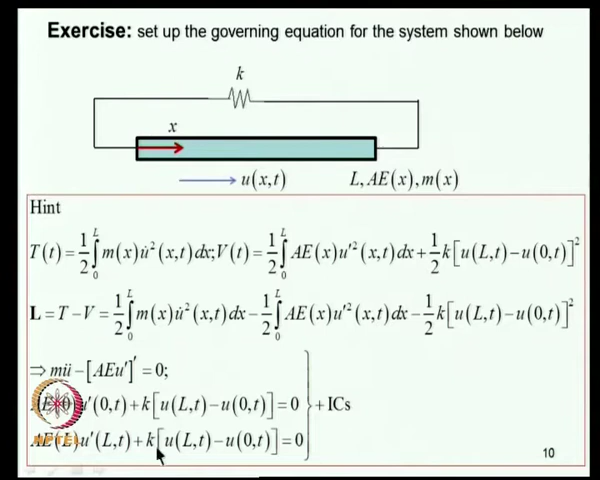 Exercise: set up the governing equation for the system shown below
k
x
u(x,t)    L, AE(x), m(x)
Hint
T(t) = 1/2 ∫₀ᴸ m(x)u̇²(x,t)dx; V(t) = 1/2 ∫₀ᴸ AE(x)u′²(x,t)dx + 1/2 k[u(L,t) − u(0,t)]²
L = T − V = 1/2 ∫₀ᴸ m(x)u̇²(x,t)dx − 1/2 ∫₀ᴸ AE(x)u′²(x,t)dx − 1/2 k[u(L,t) − u(0,t)]²
⇒ mü − [AEu′]′ = 0;
u′(0,t) + k[u(L,t) − u(0,t)] = 0 } + ICs
AE(L)u′(L,t) + k[u(L,t) − u(0,t)] = 0
NPTEL
10